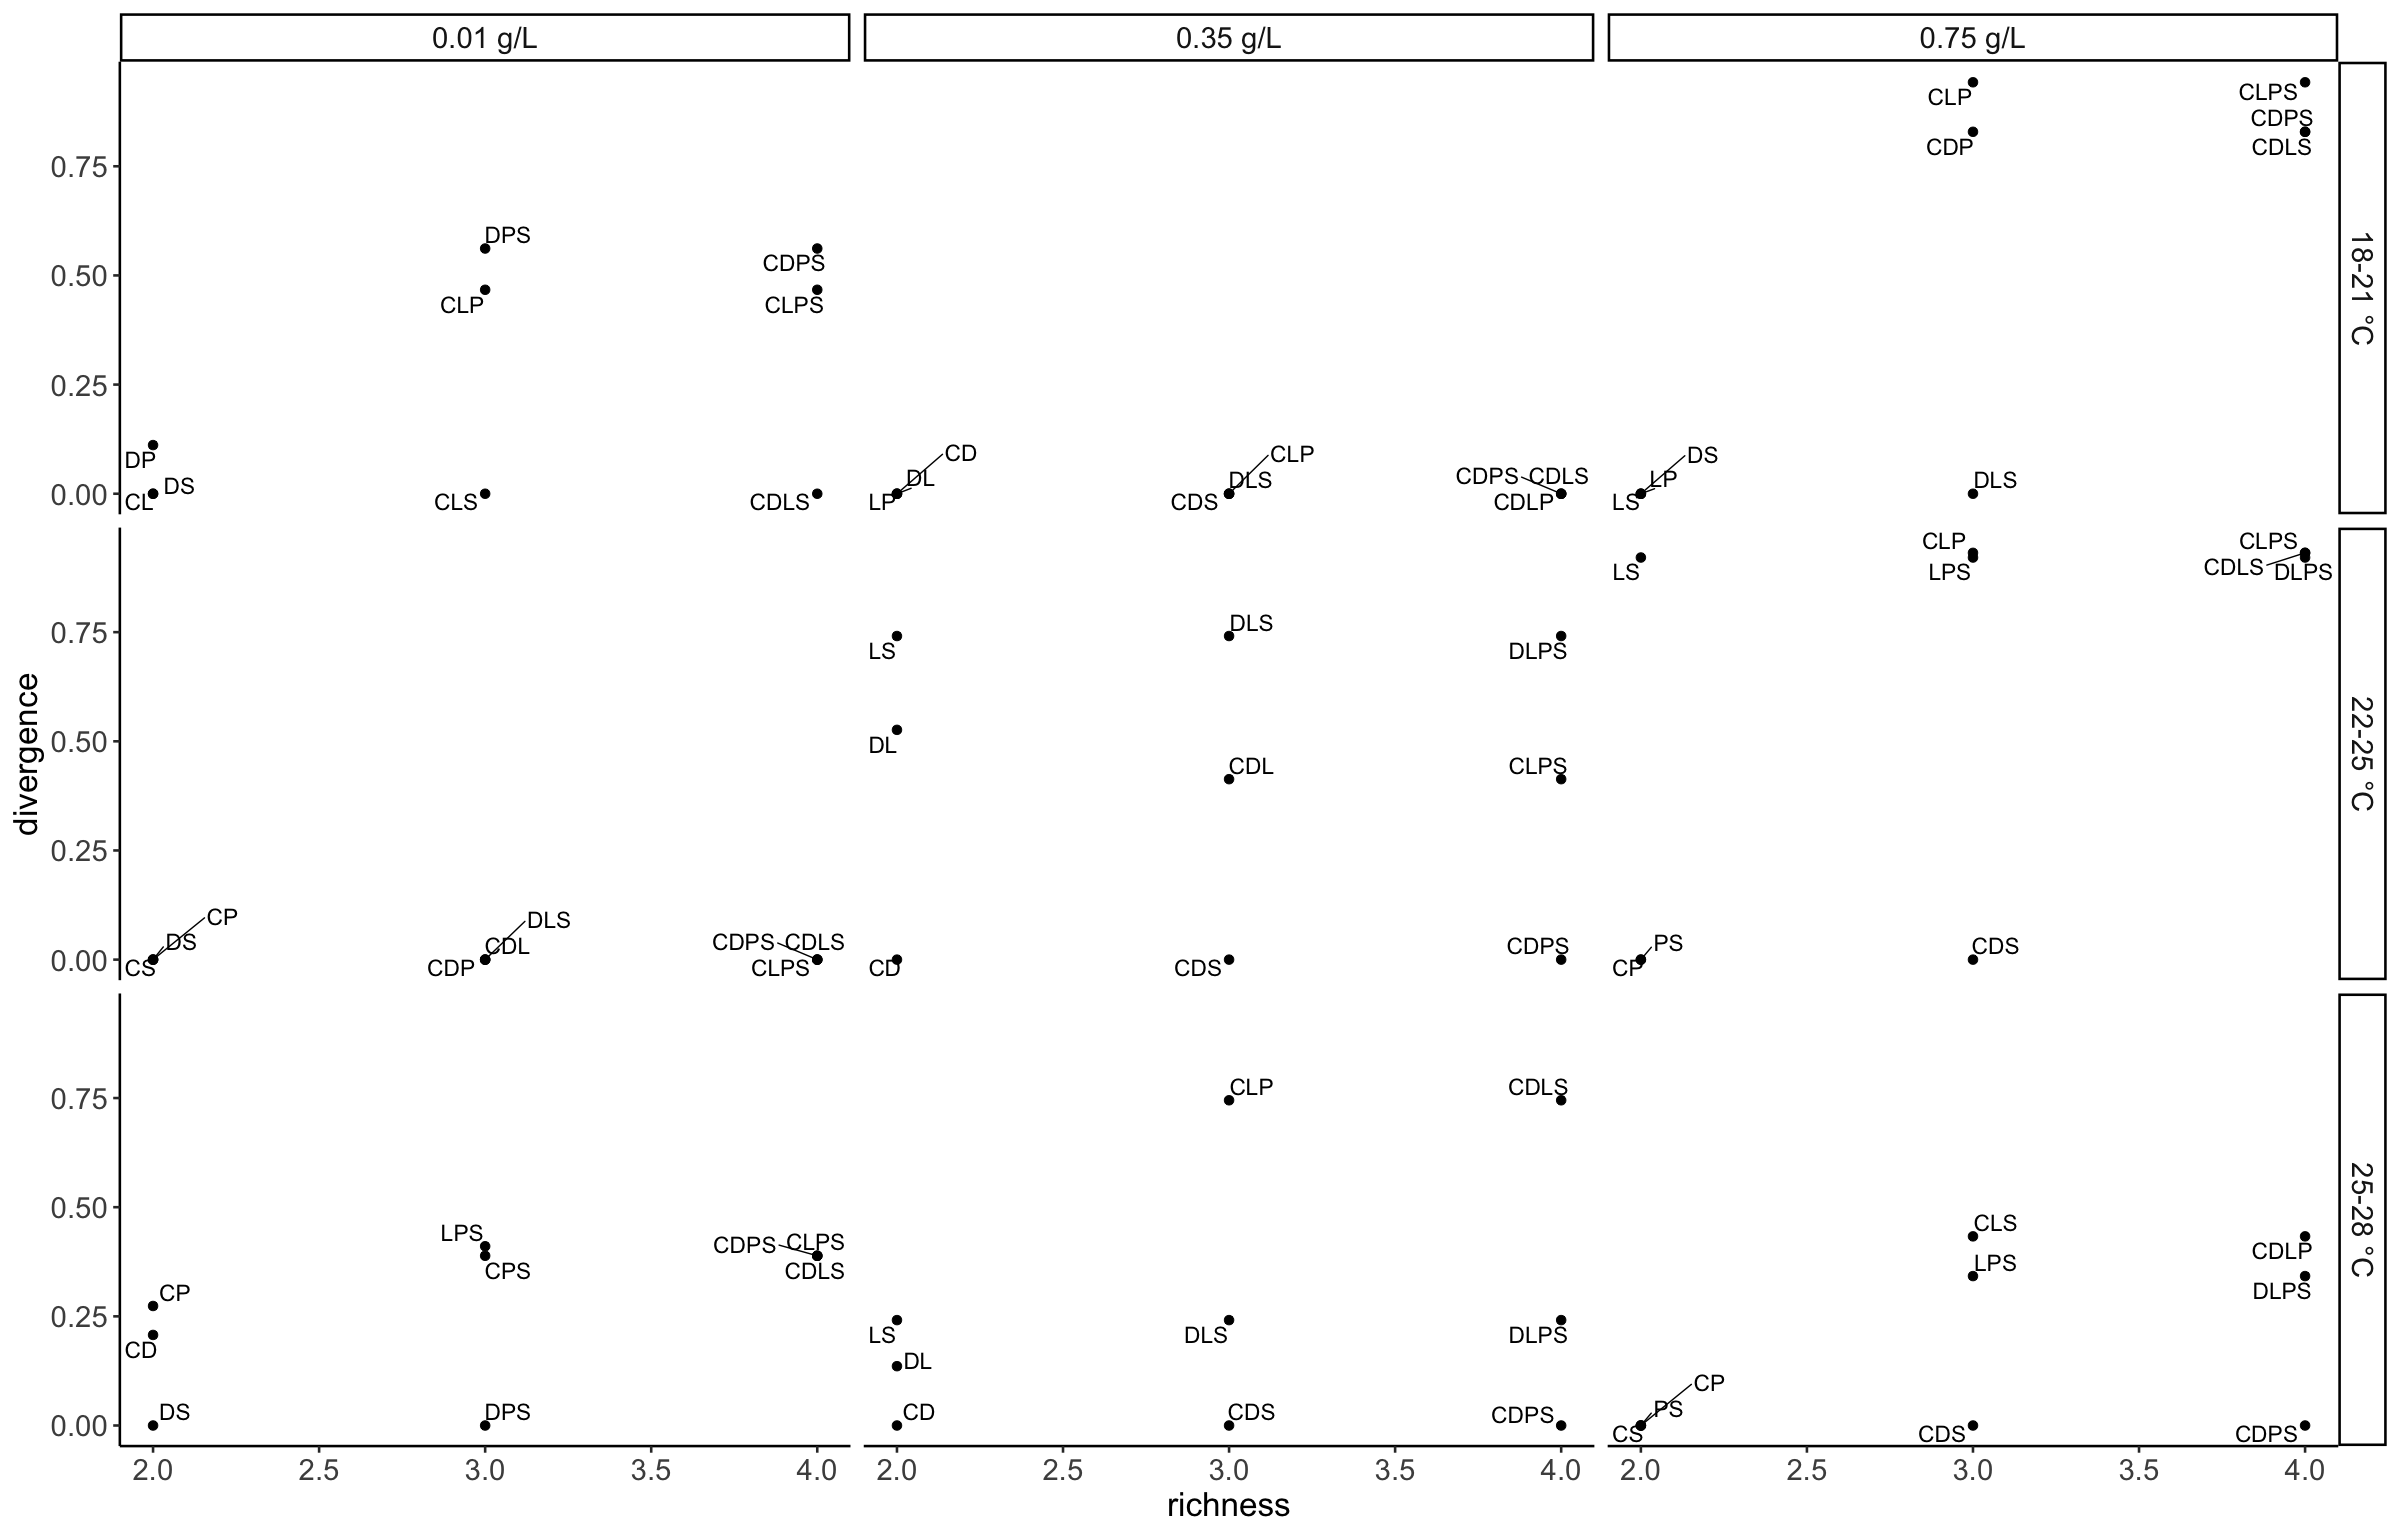 0.01 g/L 0.35 g/L 0.75 g/L
CLP CLPS
CDPS
CDP CDLS
0.75
DPS
CDPS
0.50
CLP CLPS
0.25
CD CLP DS
DP
DS DL DLS CDPS CDLS LP DLS
0.00 CL CLS CDLS LP CDS CDLP LS
18-21 °C
CLP CLPS
LS LPS CDLS DLPS
DLS
0.75
LS DLPS
0.50 DL
CDL CLPS
0.25
CP DLS
DS CDL CDPS CDLS CDPS PS CDS
0.00 CS CDP CLPS CD CDS CP
22-25 °C
divergence
CLP CDLS
0.75
0.50
LPS CDPS CLPS CLS
CDLP
CPS CDLS LPS
CP DLPS
0.25
CD LS DLS DLPS
DL
CP
DS DPS CD CDS CDPS PS
0.00 CS CDS CDPS
25-28 °C
2.0 2.5 3.0 3.5 4.0 2.0 2.5 3.0 3.5 4.0 2.0 2.5 3.0 3.5 4.0
richness